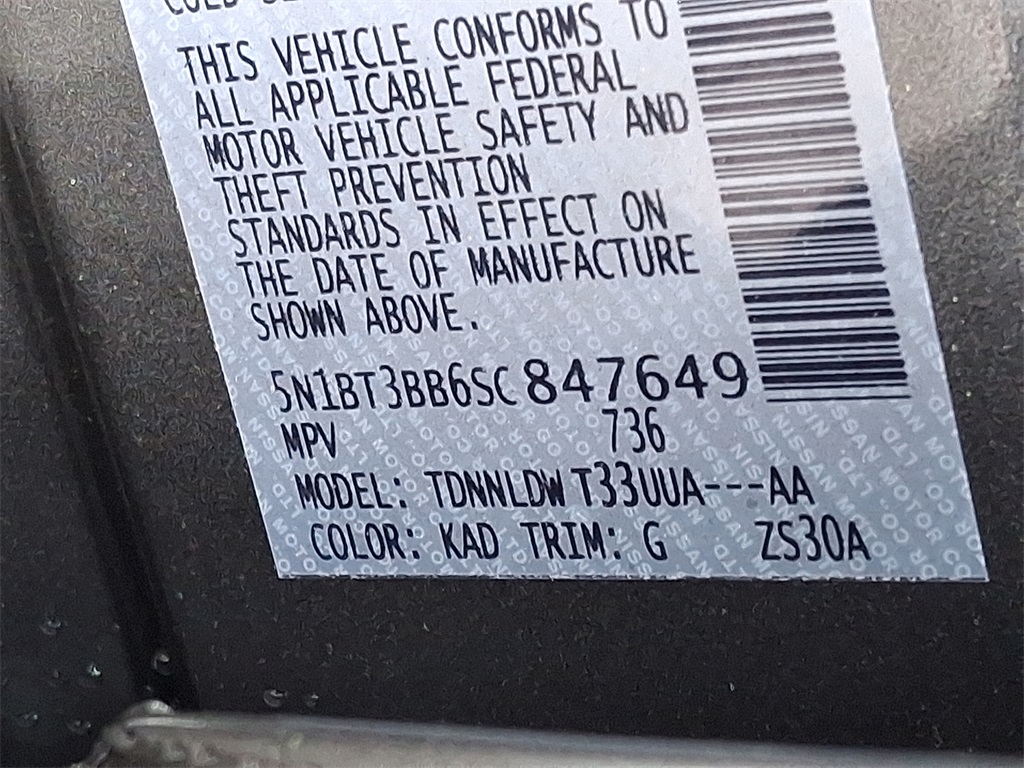 THIS VEHICLE CONFORMS TO
ALL APPLICABLE FEDERAL
MOTOR VEHICLE SAFETY AND
THEFT PREVENTION
STANDARDS IN EFFECT ON
THE DATE OF MANUFACTURE
SHOWN ABOVE.
5N1BT3BB6SC847649
MPV 736
MODEL: TDNNLDW T33UUA---AA
COLOR: KAD TRIM: G ZS30A